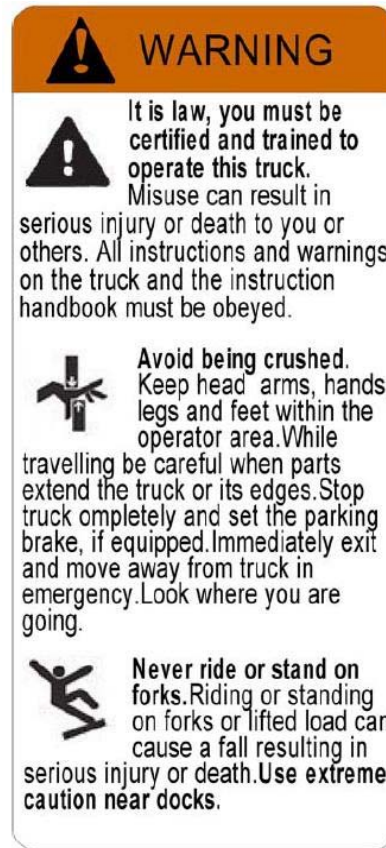 WARNING
It is law, you must be
certified and trained to
operate this truck.
Misuse can result in
serious injury or death to you or
others. All instructions and warnings
on the truck and the instruction
handbook must be obeyed.
Avoid being crushed.
Keep head arms, hands
legs and feet within the
operator area.While
travelling be careful when parts
extend the truck or its edges.Stop
truck ompletely and set the parking
brake, if equipped.Immediately exit
and move away from truck in
emergency.Look where you are
going.
Never ride or stand on
forks.Riding or standing
on forks or lifted load can
cause a fall resulting in
serious injury or death.Use extreme
caution near docks.